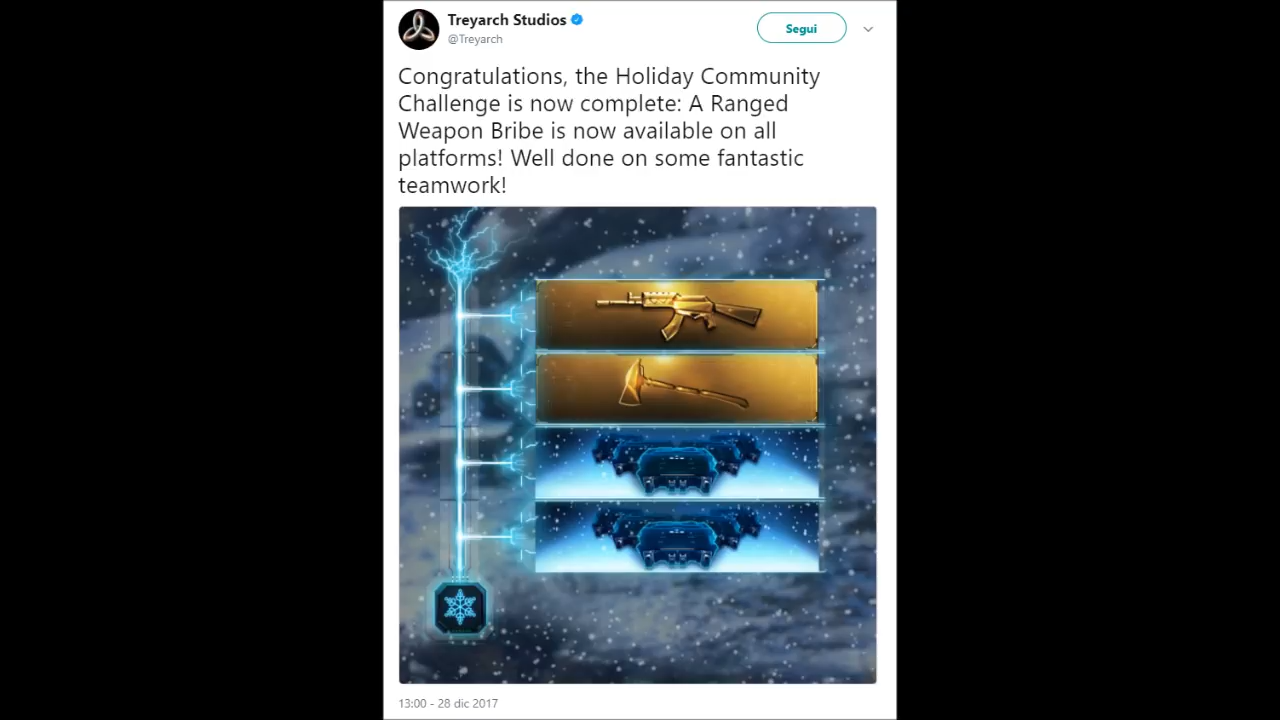 Treyarch Studios
@Treyarch
Segui
Congratulations, the Holiday Community
Challenge is now complete: A Ranged
Weapon Bribe is now available on all
platforms! Well done on some fantastic
teamwork!
13:00 - 28 dic 2017